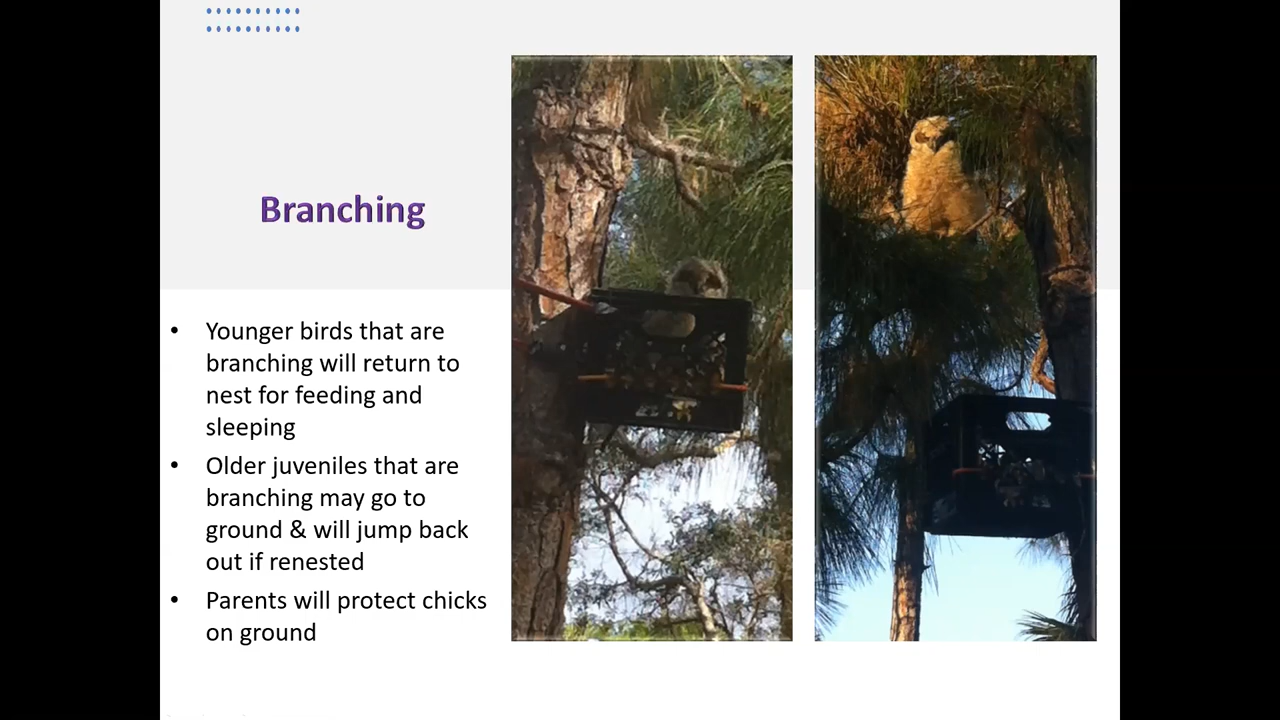 Branching
• Younger birds that are
branching will return to
nest for feeding and
sleeping
• Older juveniles that are
branching may go to
ground & will jump back
out if renested
• Parents will protect chicks
on ground